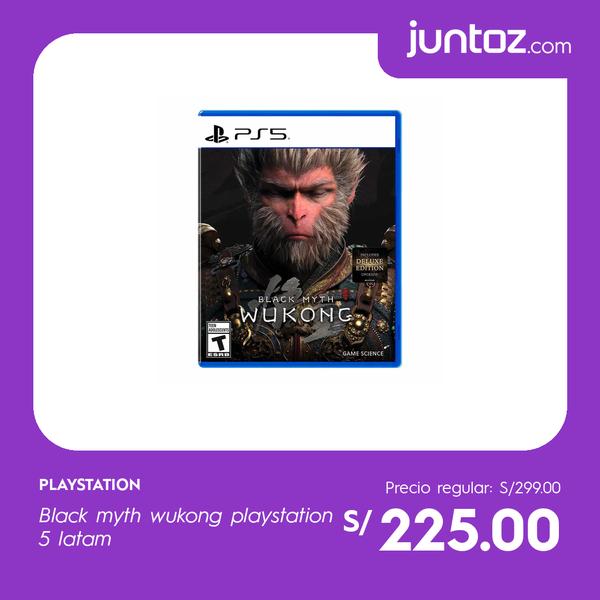 juntoz.com
PS5
INCLUDES
DELUXE
EDITION
UPGRADE
BLACK MYTH
WUKONG
TEEN
ADOLESCENTS
T
ESRB
GAME SCIENCE
PLAYSTATION
Precio regular: S/299.00
Black myth wukong playstation
5 latam
S/ 225.00